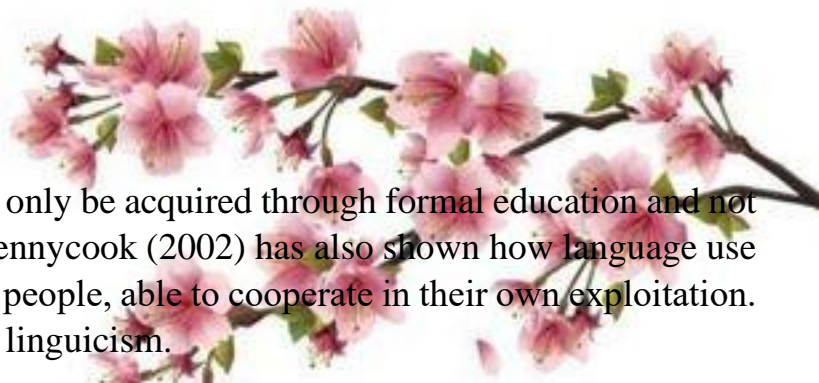 only be acquired through formal education and not
ennycook (2002) has also shown how language use
people, able to cooperate in their own exploitation.
linguicism.